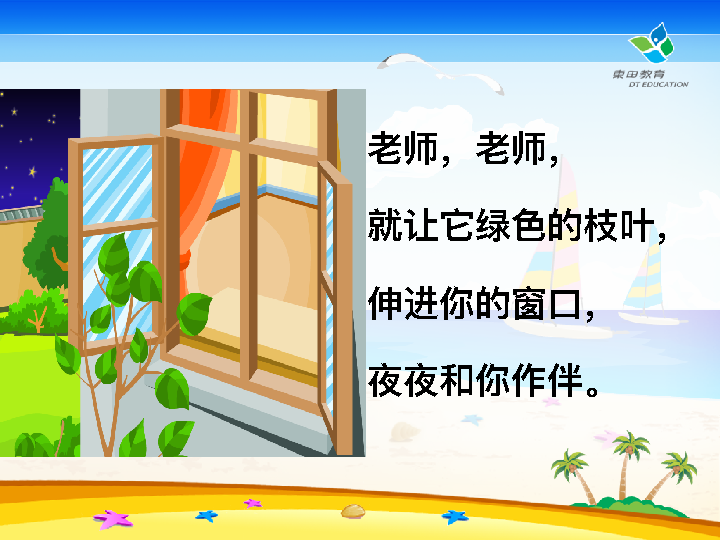 東田教育
DT EDUCATION
老师，老师，
就让它绿色的枝叶，
伸进你的窗口，
夜夜和你作伴。